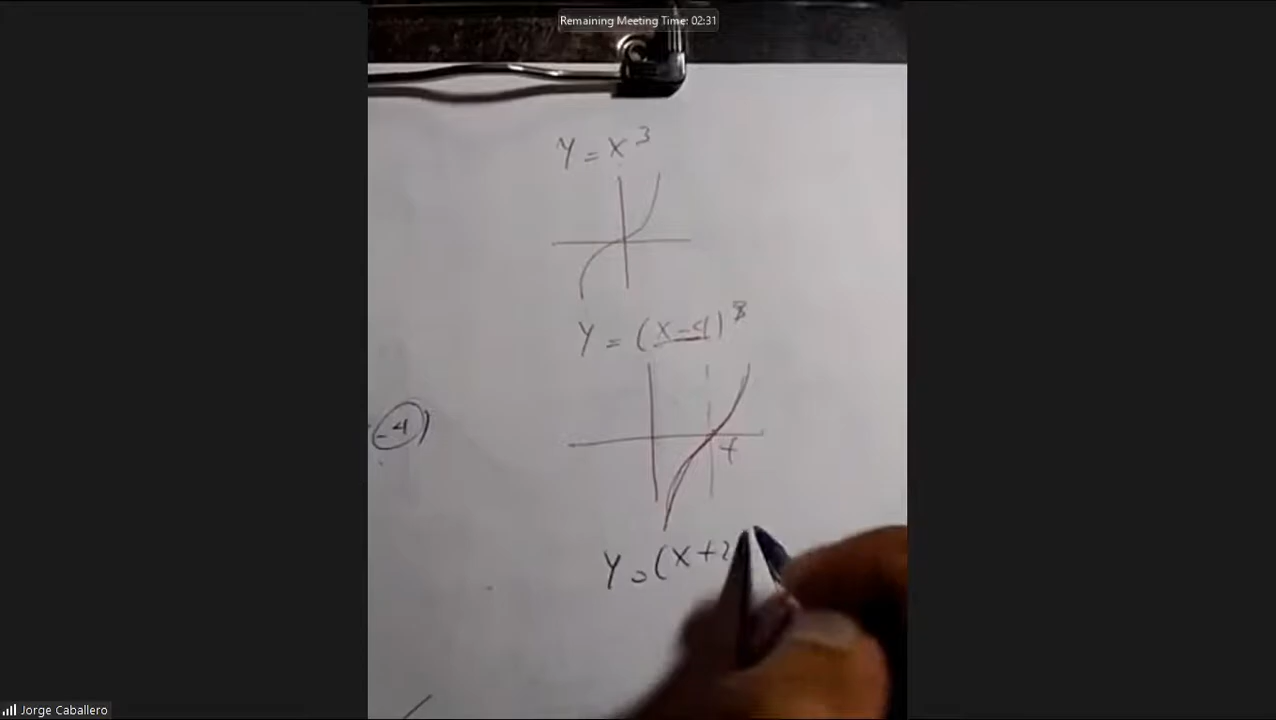 Remaining Meeting Time: 02:31
y = x³
y = (x-4)³
-4)
4
y = (x+2
Jorge Caballero